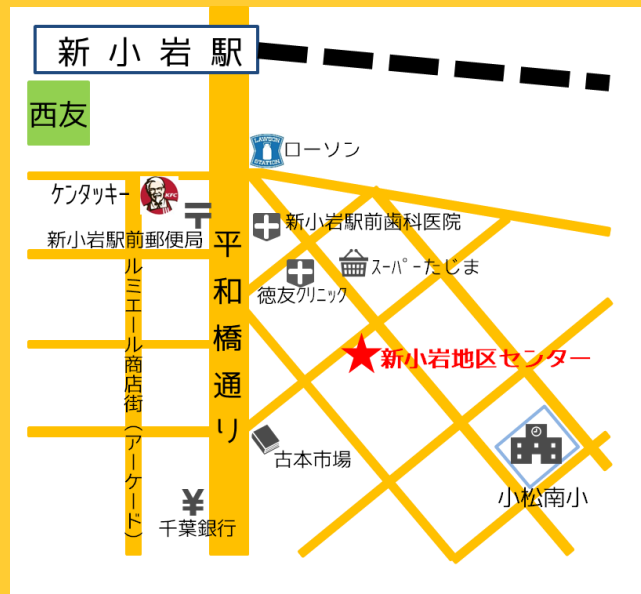 新小岩駅
西友
LAWSON
STATION
ローソン
ケンタッキー
KFC
〒
新小岩駅前郵便局
新小岩駅前歯科医院
平和橋通り
ｽｰﾊﾟｰたじま
徳友ｸﾘﾆｯｸ
ルミエール商店街（アーケード）
★新小岩地区センター
古本市場
小松南小
¥
千葉銀行